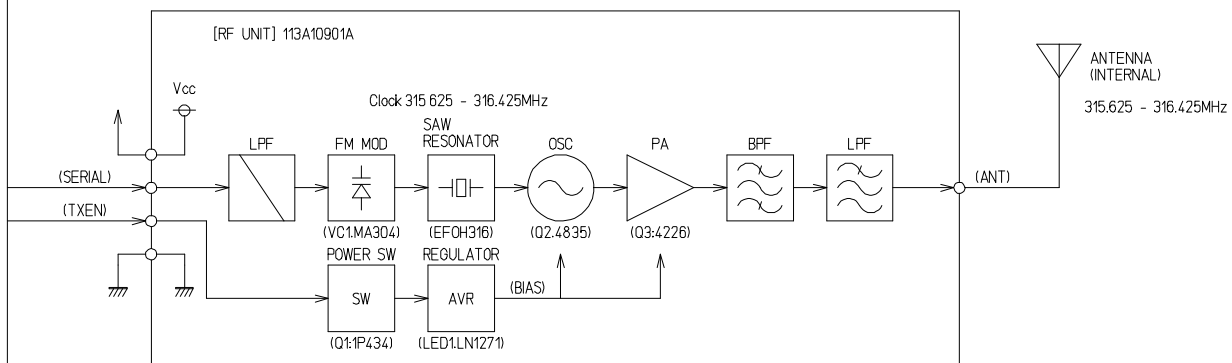 [RF UNIT] 113A10901A
ANTENNA
(INTERNAL)
315.625 - 316.425MHz
Vcc
Clock 315 625 - 316.425MHz
LPF
FM MOD
SAW
RESONATOR
OSC
PA
BPF
LPF
(SERIAL)
(ANT)
(TXEN)
(VC1.MA304)
(EFOH316)
(Q2.4835)
(Q3:4226)
POWER SW
REGULATOR
SW
AVR
(BIAS)
(Q1:1P434)
(LED1.LN1271)